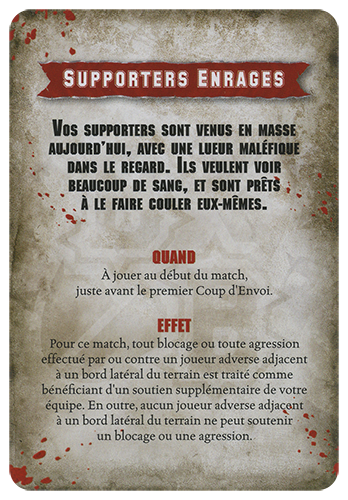 SUPPORTERS ENRAGES
VOS SUPPORTERS SONT VENUS EN MASSE
AUJOURD'HUI, AVEC UNE LUEUR MALÉFIQUE
DANS LE REGARD. ILS VEULENT VOIR
BEAUCOUP DE SANG, ET SONT PRÊTS
À LE FAIRE COULER EUX-MÊMES.
QUAND
À jouer au début du match,
juste avant le premier Coup d'Envoi.
EFFET
Pour ce match, tout blocage ou toute agression
effectué par ou contre un joueur adverse adjacent
à un bord latéral du terrain est traité comme
bénéficiant d'un soutien supplémentaire de votre
équipe. En outre, aucun joueur adverse adjacent
à un bord latéral du terrain ne peut soutenir
un blocage ou une agression.